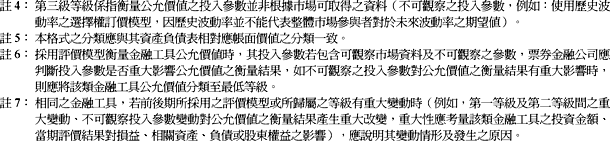 註 4：第三級等級係指衡量公允價值之投入參數並非根據市場可取得之資料（不可觀察之投入參數，例如：使用歷史波
動率之選擇權訂價模型，因歷史波動率並不能代表整體市場參與者對於未來波動率之期望值）。
註 5：本格式之分類應與其資產負債表相對應帳面價值之分類一致。
註 6：採用評價模型衡量金融工具公允價值時，其投入參數若包含可觀察市場資料及不可觀察之參數，票券金融公司應
判斷投入參數是否重大影響公允價值之衡量結果，如不可觀察之投入參數對公允價值之衡量結果有重大影響時，
則應將該類金融工具公允價值分類至最低等級。
註 7：相同之金融工具，若前後期所採用之評價模型或所歸屬之等級有重大變動時（例如，第一等級及第二等級間之重
大變動、不可觀察投入參數變動對公允價值之衡量結果產生重大改變，重大性應考量該類金融工具之投資金額、
當期評價結果對損益、相關資產、負債或股東權益之影響），應說明其變動情形及發生之原因。